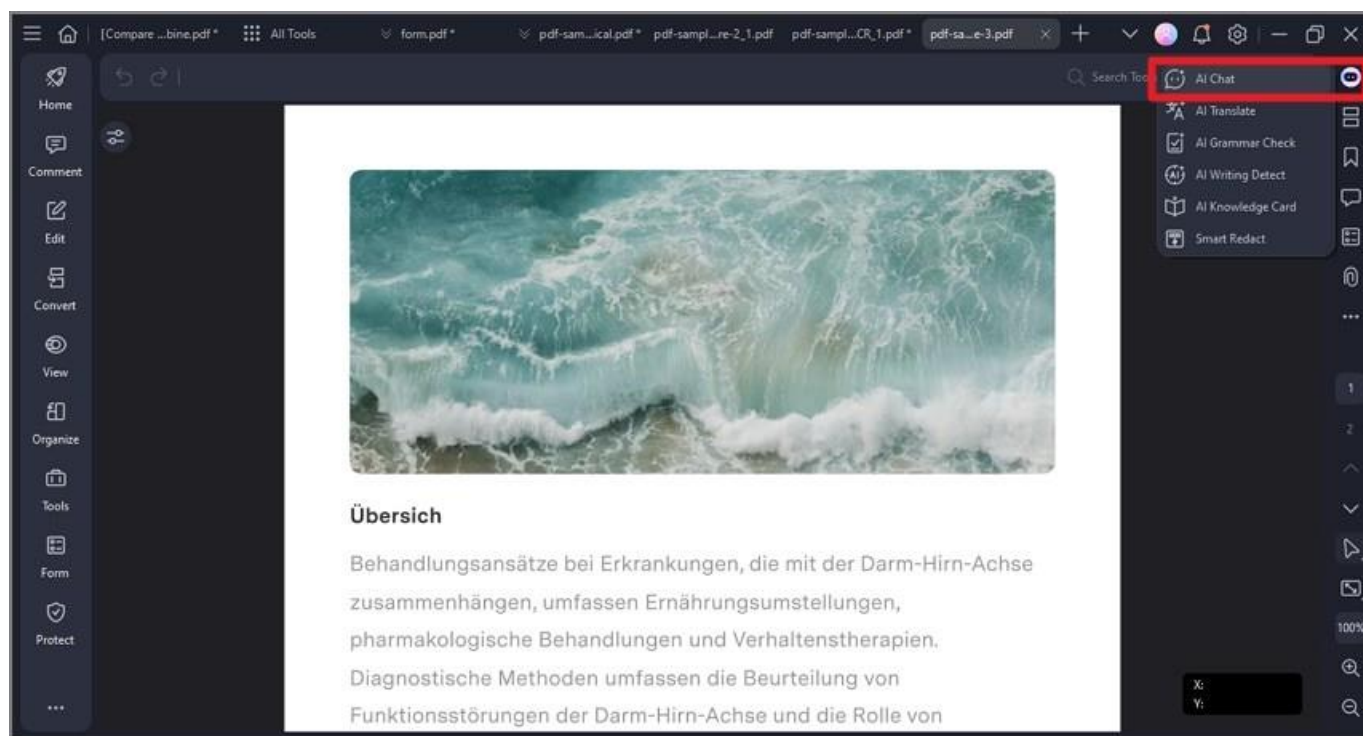 [Compare ...bine.pdf *
All Tools
form.pdf *
pdf-sam...ical.pdf *
pdf-sampl...re-2_1.pdf
pdf-sampl...CR_1.pdf *
pdf-sa...e-3.pdf
Search Too
Home
Comment
Edit
Convert
View
Organize
Tools
Form
Protect
AI Chat
AI Translate
AI Grammar Check
AI Writing Detect
AI Knowledge Card
Smart Redact
Übersich
Behandlungsansätze bei Erkrankungen, die mit der Darm-Hirn-Achse
zusammenhängen, umfassen Ernährungsumstellungen,
pharmakologische Behandlungen und Verhaltenstherapien.
Diagnostische Methoden umfassen die Beurteilung von
Funktionsstörungen der Darm-Hirn-Achse und die Rolle von
1
2
100%
X:
Y: